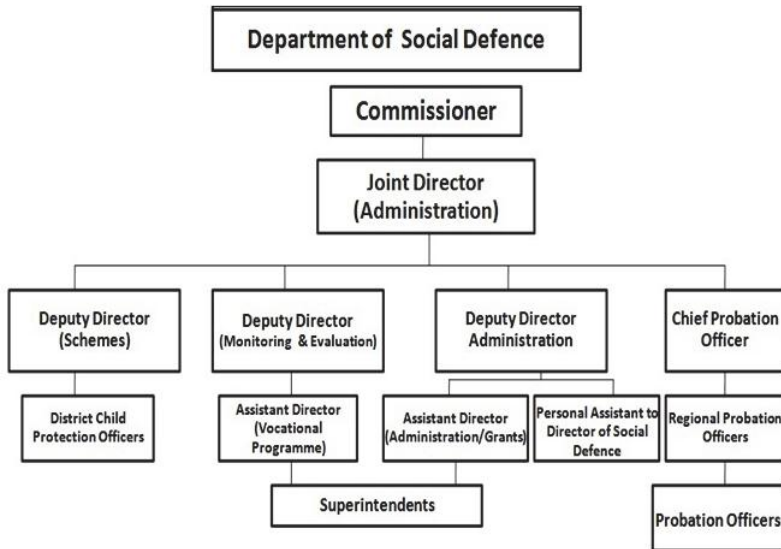 Department of Social Defence
Commissioner
Joint Director
(Administration)
Deputy Director
(Schemes)
Deputy Director
(Monitoring & Evaluation)
Deputy Director
Administration
Chief Probation
Officer
District Child
Protection Officers
Assistant Director
(Vocational
Programme)
Assistant Director
(Administration/Grants)
Personal Assistant to
Director of Social
Defence
Regional Probation
Officers
Superintendents
Probation Officers